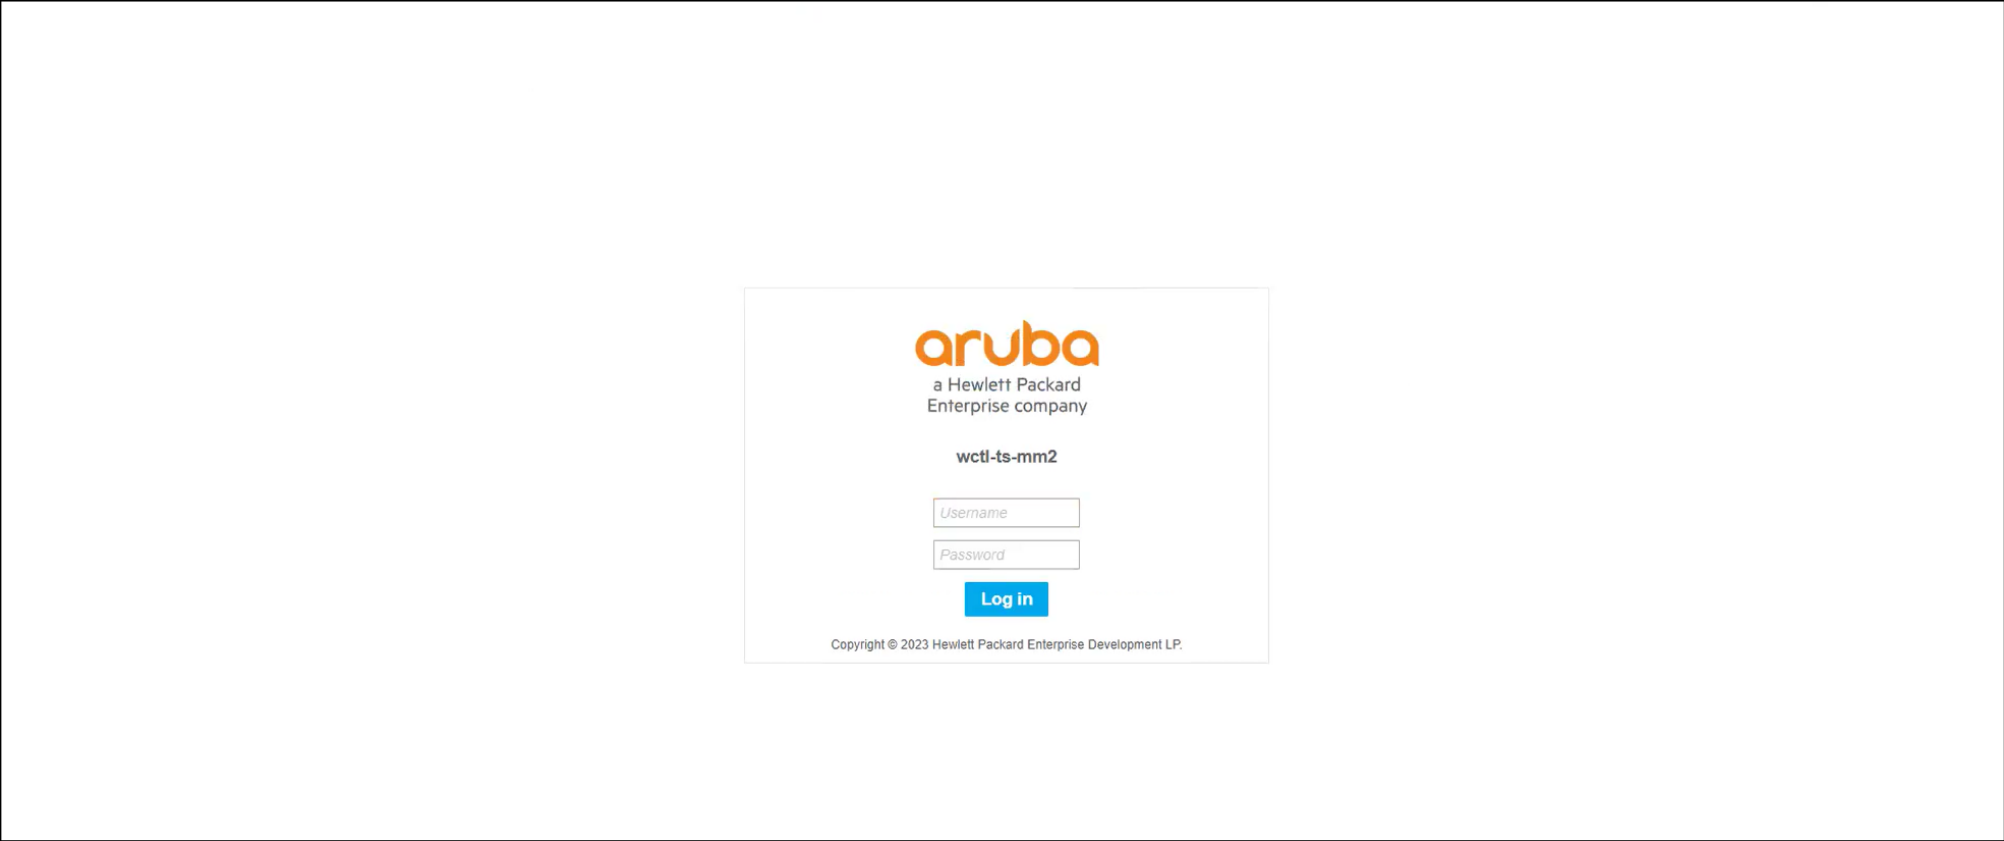 aruba
a Hewlett Packard
Enterprise company
wctl-ts-mm2
Username
Password
Log in
Copyright © 2023 Hewlett Packard Enterprise Development LP.